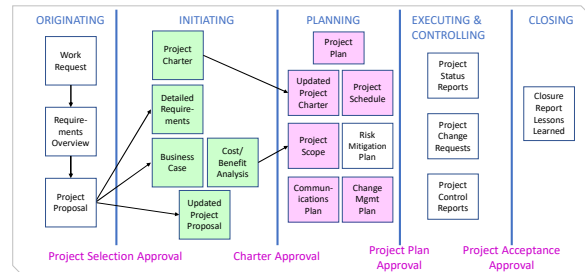 ORIGINATING
INITIATING
PLANNING
EXECUTING &
CONTROLLING
CLOSING
Work
Request
Require-
ments
Overview
Project
Proposal
Project
Charter
Detailed
Require-
ments
Business
Case
Cost/
Benefit
Analysis
Updated
Project
Proposal
Project
Plan
Updated
Project
Charter
Project
Schedule
Project
Scope
Risk
Mitigation
Plan
Commun-
ications
Plan
Change
Mgmt
Plan
Project
Status
Reports
Project
Change
Requests
Project
Control
Reports
Closure
Report
Lessons
Learned
Project Selection Approval
Charter Approval
Project Plan
Approval
Project Acceptance
Approval